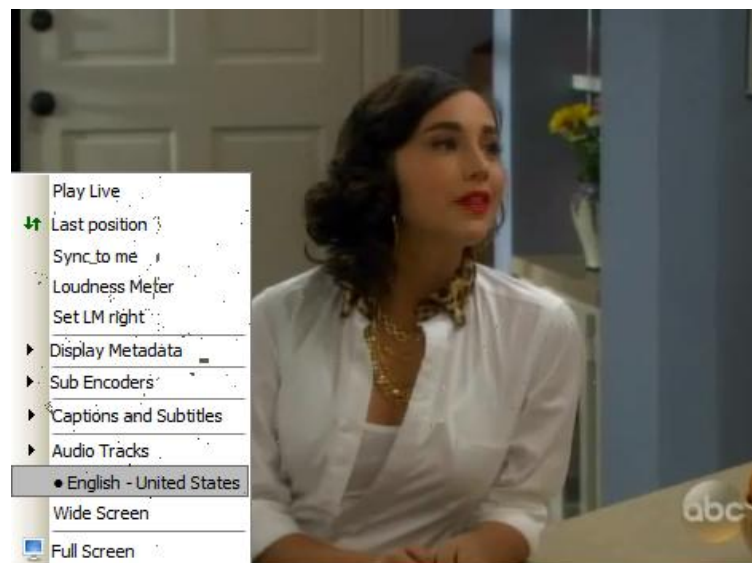 Play Live
Last position
Sync to me
Loudness Meter
Set LM right
Display Metadata
Sub Encoders
Captions and Subtitles
Audio Tracks
English - United States
Wide Screen
Full Screen
abc